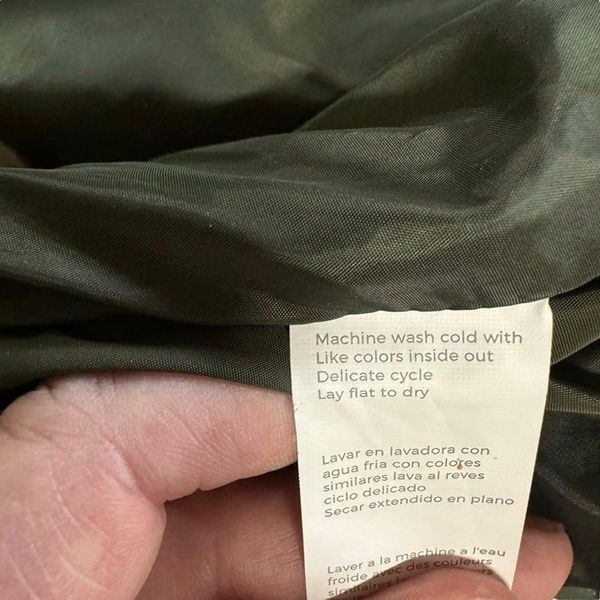 Machine wash cold with
Like colors inside out
Delicate cycle
Lay flat to dry
Lavar en lavadora con
agua fria con colores
similares lava al reves
ciclo delicado
Secar extendido en plano
Laver a la machine a l'eau
froide avec des couleurs
similaires